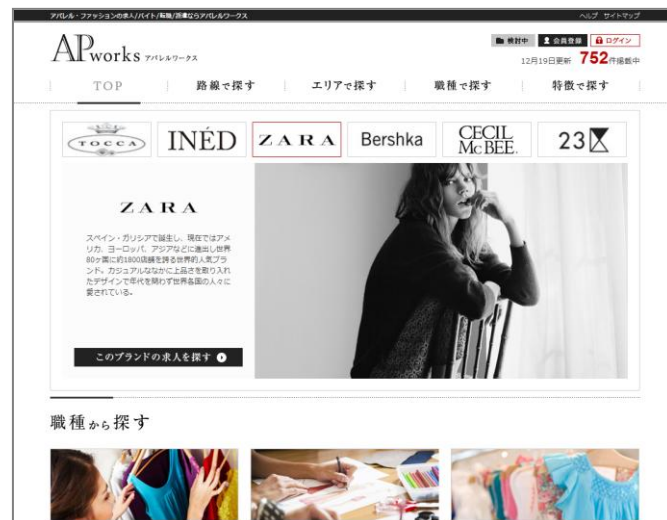 アパレル・ファッションの求人/バイト/転職/派遣ならアパレルワークス
ヘルプ サイトマップ
APworks アパレルワークス
検討中 会員登録 ログイン
12月19日更新 752件掲載中
TOP 路線で探す エリアで探す 職種で探す 特徴で探す
TOCCA INÉD ZARA Bershka CECIL McBEE. 23
ZARA
スペイン・ガリシアで誕生し、現在ではアメ
リカ、ヨーロッパ、アジアなどに進出し世界
80ヶ国に約1800店舗を誇る世界的人気ブラ
ンド。カジュアルななかに上品さを取り入れ
たデザインで年代を問わず世界各国の人々に
愛されている。
このブランドの求人を探す
職種から探す